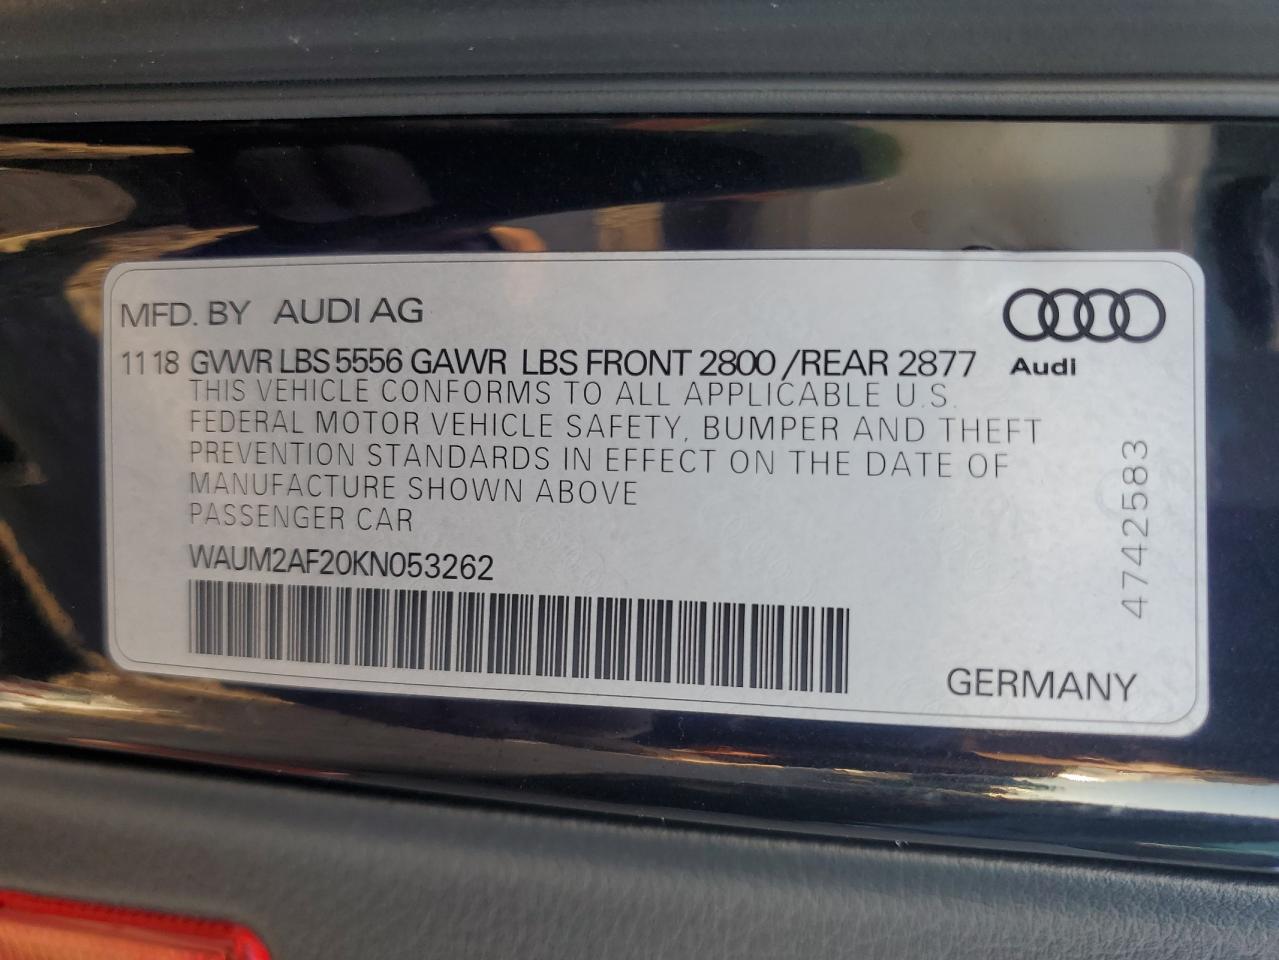 MFD. BY AUDI AG
11 18 GVWR LBS 5556 GAWR LBS FRONT 2800 /REAR 2877
Audi
THIS VEHICLE CONFORMS TO ALL APPLICABLE U.S.
FEDERAL MOTOR VEHICLE SAFETY, BUMPER AND THEFT
PREVENTION STANDARDS IN EFFECT ON THE DATE OF
MANUFACTURE SHOWN ABOVE
PASSENGER CAR
WAUM2AF20KN053262
4742583
GERMANY